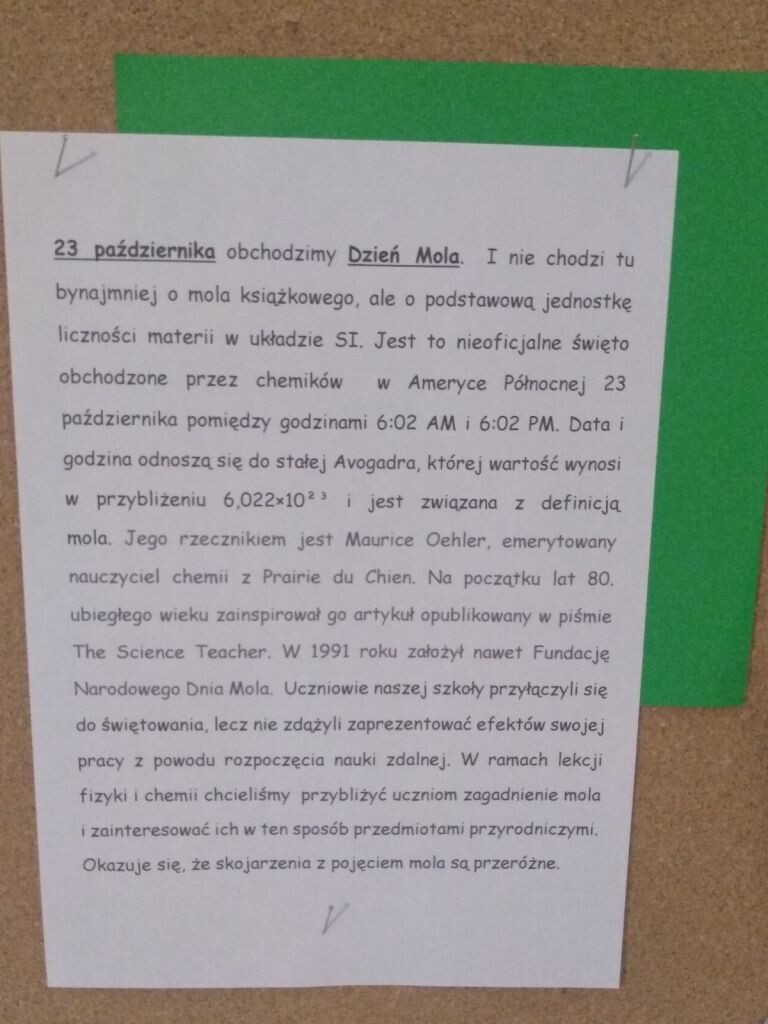 23 października obchodzimy Dzień Mola. I nie chodzi tu
bynajmniej o mola książkowego, ale o podstawową jednostkę
liczności materii w układzie SI. Jest to nieoficjalne święto
obchodzone przez chemików w Ameryce Północnej 23
października pomiędzy godzinami 6:02 AM i 6:02 PM. Data i
godzina odnoszą się do stałej Avogadra, której wartość wynosi
w przybliżeniu 6,022×10²³ i jest związana z definicją
mola. Jego rzecznikiem jest Maurice Oehler, emerytowany
nauczyciel chemii z Prairie du Chien. Na początku lat 80.
ubiegłego wieku zainspirował go artykuł opublikowany w piśmie
The Science Teacher. W 1991 roku założył nawet Fundację
Narodowego Dnia Mola. Uczniowie naszej szkoły przyłączyli się
do świętowania, lecz nie zdążyli zaprezentować efektów swojej
pracy z powodu rozpoczęcia nauki zdalnej. W ramach lekcji
fizyki i chemii chcieliśmy przybliżyć uczniom zagadnienie mola
i zainteresować ich w ten sposób przedmiotami przyrodniczymi.
Okazuje się, że skojarzenia z pojęciem mola są przeróżne.